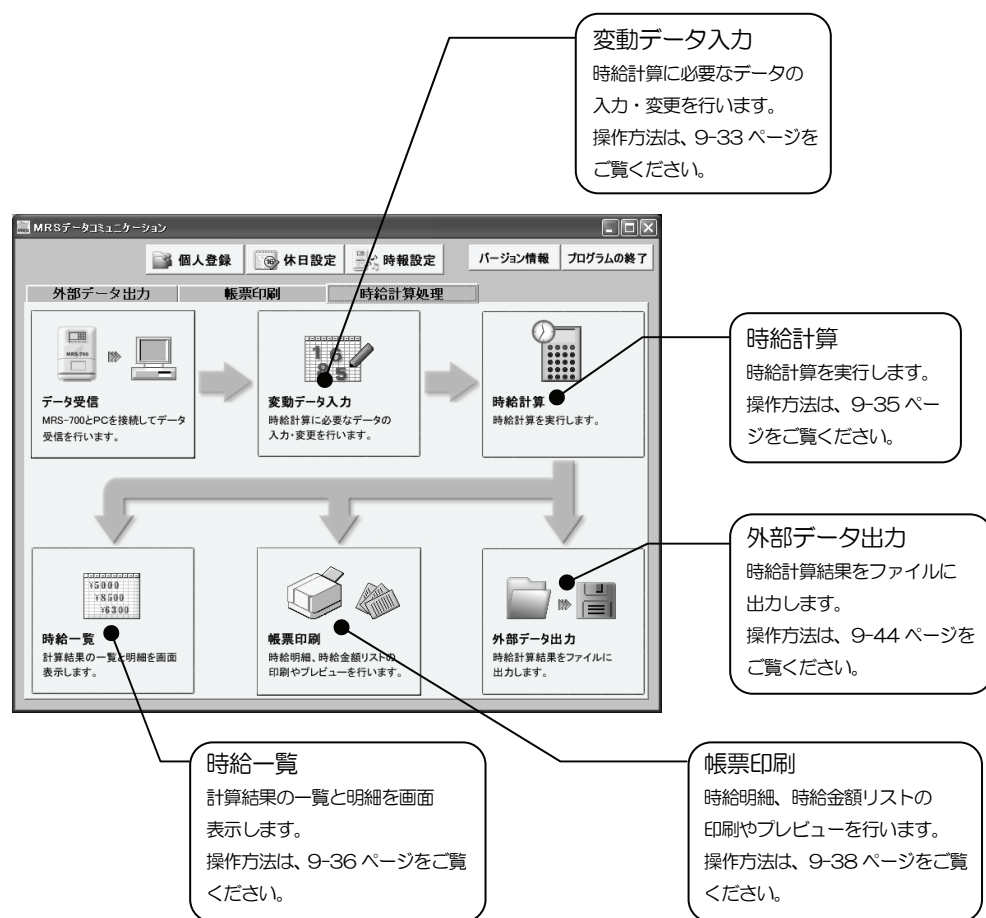 変動データ入力
時給計算に必要なデータの
入力・変更を行います。
操作方法は、9-33 ページを
ご覧ください。
MRSデータコミュニケーション
個人登録 休日設定 時報設定 バージョン情報 プログラムの終了
外部データ出力 帳票印刷 時給計算処理
MRS-700
データ受信
MRS-700とPCを接続してデータ
受信を行います。
変動データ入力
時給計算に必要なデータの
入力・変更を行います。
時給計算
時給計算を実行します。
時給計算
時給計算を実行します。
操作方法は、9-35 ペー
ジをご覧ください。
¥5000
¥8500
¥6300
時給一覧
計算結果の一覧と明細を画面
表示します。
帳票印刷
時給明細、時給金額リストの
印刷やプレビューを行います。
外部データ出力
時給計算結果をファイルに
出力します。
外部データ出力
時給計算結果をファイルに
出力します。
操作方法は、9-44 ページを
ご覧ください。
時給一覧
計算結果の一覧と明細を画面
表示します。
操作方法は、9-36 ページをご覧
ください。
帳票印刷
時給明細、時給金額リストの
印刷やプレビューを行います。
操作方法は、9-38 ページをご覧
ください。